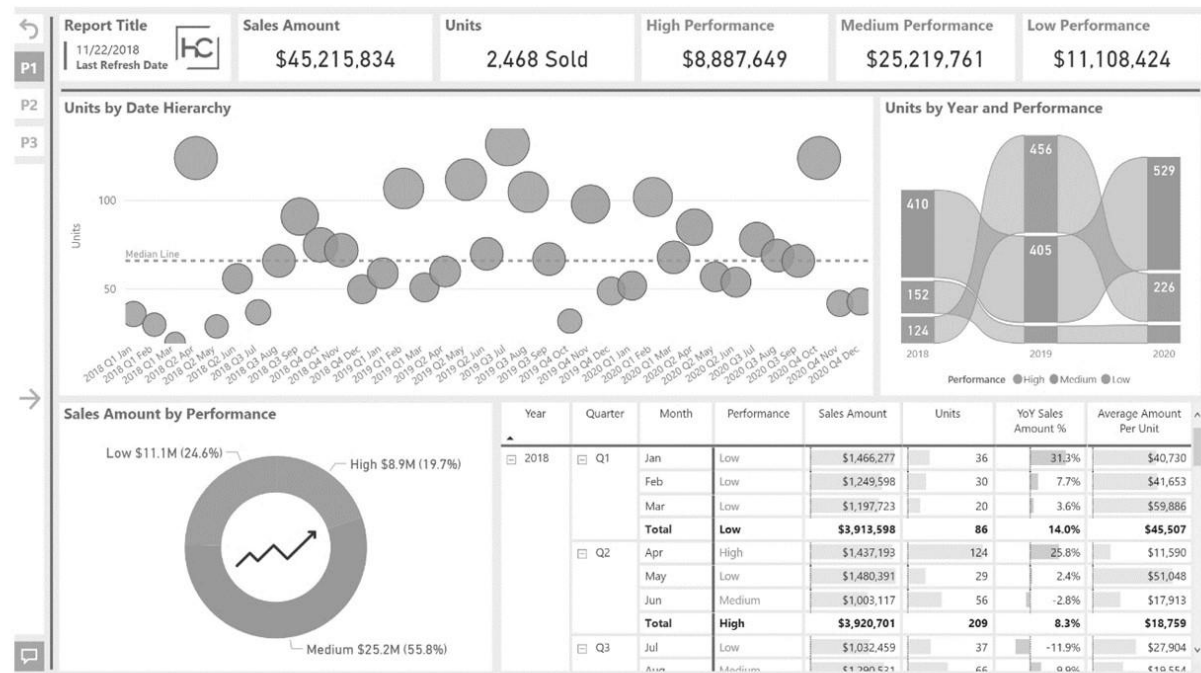 Report Title
11/22/2018
Last Refresh Date
hC
Sales Amount
$45,215,834
Units
2,468 Sold
High Performance
$8,887,649
Medium Performance
$25,219,761
Low Performance
$11,108,424
P1
P2
P3
Units by Date Hierarchy
Units
100
50
Median Line
2018 Q1 Jan
2018 Q1 Feb
2018 Q1 Mar
2018 Q2 Apr
2018 Q2 May
2018 Q2 Jun
2018 Q3 Jul
2018 Q3 Aug
2018 Q3 Sep
2018 Q4 Oct
2018 Q4 Nov
2018 Q4 Dec
2019 Q1 Jan
2019 Q1 Feb
2019 Q1 Mar
2019 Q2 Apr
2019 Q2 May
2019 Q2 Jun
2019 Q3 Jul
2019 Q3 Aug
2019 Q3 Sep
2019 Q4 Oct
2019 Q4 Nov
2019 Q4 Dec
2020 Q1 Jan
2020 Q1 Feb
2020 Q1 Mar
2020 Q2 Apr
2020 Q2 May
2020 Q2 Jun
2020 Q3 Jul
2020 Q3 Aug
2020 Q3 Sep
2020 Q4 Oct
2020 Q4 Nov
2020 Q4 Dec
Units by Year and Performance
410
152
124
456
405
529
226
2018 2019 2020
Performance High Medium Low
Sales Amount by Performance
Low $11.1M (24.6%)
High $8.9M (19.7%)
Medium $25.2M (55.8%)
Year Quarter Month Performance Sales Amount Units YoY Sales Amount % Average Amount Per Unit
2018 Q1 Jan Low $1,466,277 36 31.3% $40,730
Feb Low $1,249,598 30 7.7% $41,653
Mar Low $1,197,723 20 3.6% $59,886
Total Low $3,913,598 86 14.0% $45,507
Q2 Apr High $1,437,193 124 25.8% $11,590
May Low $1,480,391 29 2.4% $51,048
Jun Medium $1,003,117 56 -2.8% $17,913
Total High $3,920,701 209 8.3% $18,759
Q3 Jul Low $1,032,459 37 -11.9% $27,904
Aug Medium $1,290,531 66 9.9% $19,554